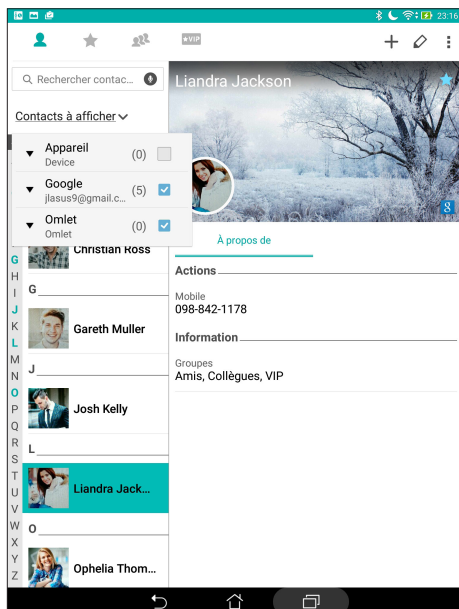 23:16
VIP
Rechercher contac...
Contacts à afficher
Appareil
Device
(0)
Google
jlasus9@gmail.c...
(5)
Omlet
Omlet
(0)
Christian Ross
G
Gareth Muller
J
Josh Kelly
L
Liandra Jack...
O
Ophelia Thom...
G
H
I
J
K
L
M
N
O
P
Q
R
S
T
U
V
W
X
Y
Z
Liandra Jackson
8
À propos de
Actions
Mobile
098-842-1178
Information
Groupes
Amis, Collègues, VIP